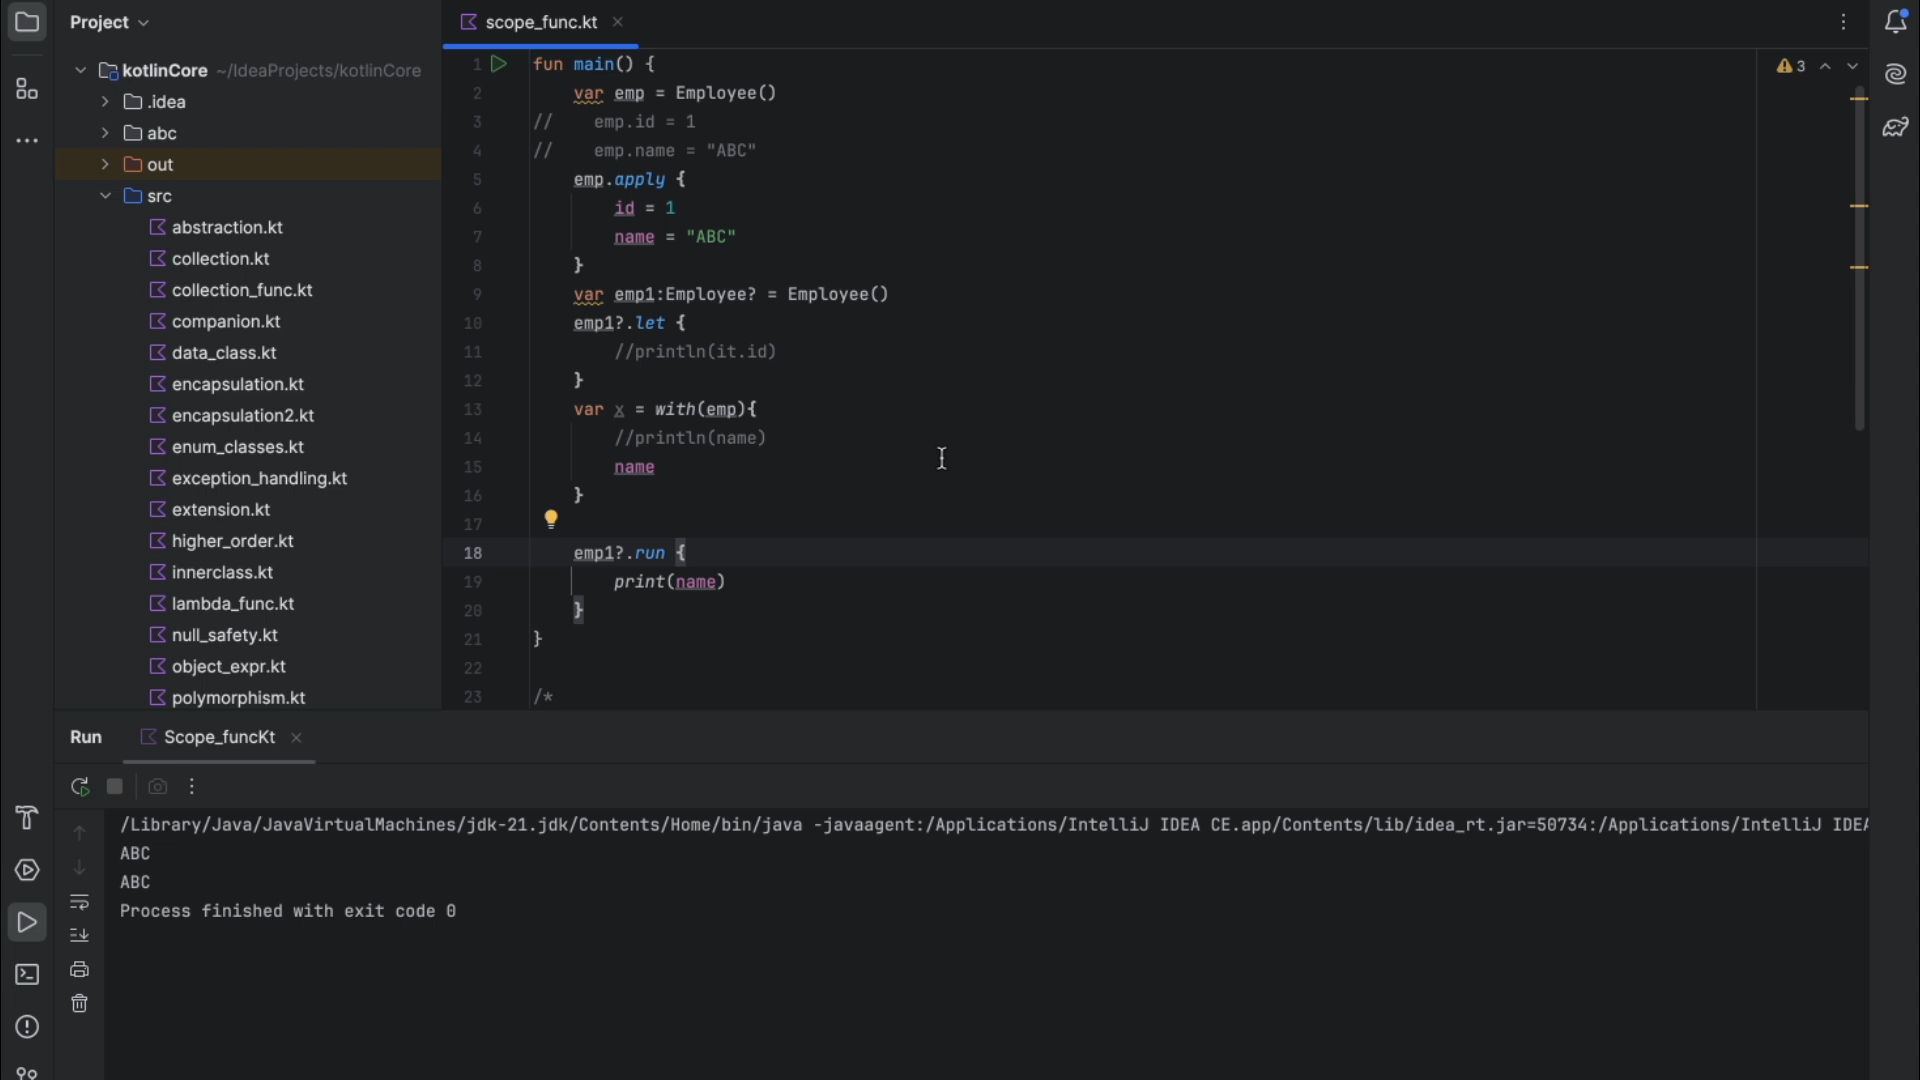 Project
scope_func.kt
kotlinCore ~/IdeaProjects/kotlinCore
.idea
abc
out
src
abstraction.kt
collection.kt
collection_func.kt
companion.kt
data_class.kt
encapsulation.kt
encapsulation2.kt
enum_classes.kt
exception_handling.kt
extension.kt
higher_order.kt
innerclass.kt
lambda_func.kt
null_safety.kt
object_expr.kt
polymorphism.kt
3
1 fun main() {
2 var emp = Employee()
3 // emp.id = 1
4 // emp.name = "ABC"
5 emp.apply {
6 id = 1
7 name = "ABC"
8 }
9 var emp1:Employee? = Employee()
10 emp1?.let {
11 //println(it.id)
12 }
13 var x = with(emp){
14 //println(name)
15 name
16 }
17
18 emp1?.run {
19 print(name)
20 }
21 }
22
23 /*
Run Scope_funcKt
/Library/Java/JavaVirtualMachines/jdk-21.jdk/Contents/Home/bin/java -javaagent:/Applications/IntelliJ IDEA CE.app/Contents/lib/idea_rt.jar=50734:/Applications/IntelliJ IDEA
ABC
ABC
Process finished with exit code 0